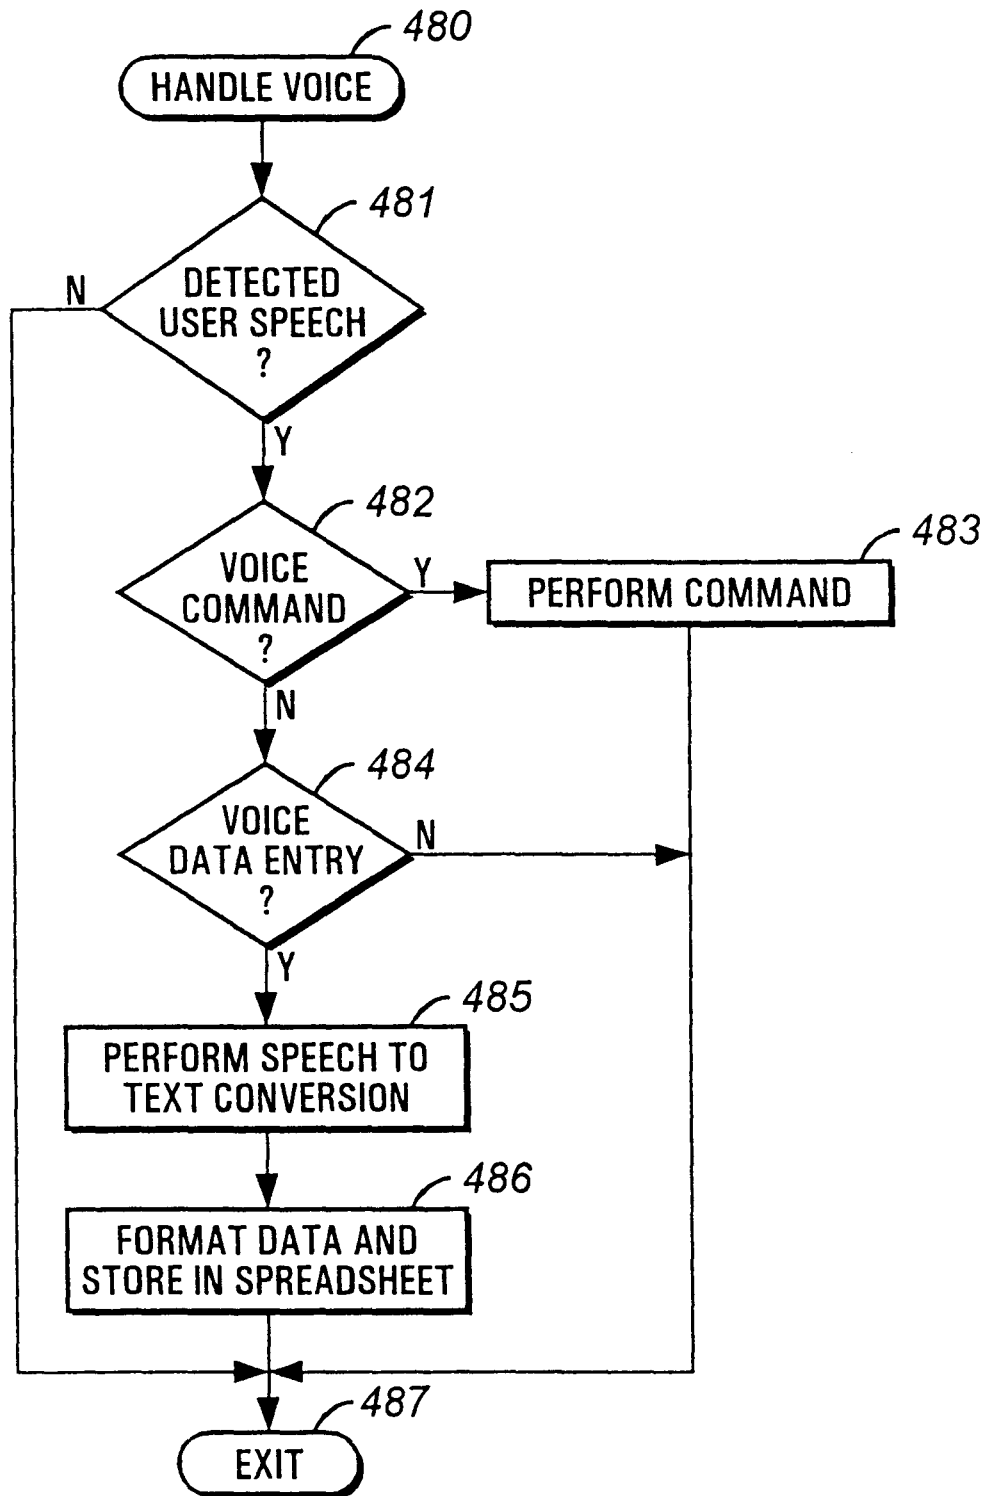 480
HANDLE VOICE
481
N
DETECTED
USER SPEECH
?
Y
482
VOICE
COMMAND
?
Y
483
PERFORM COMMAND
N
484
VOICE
DATA ENTRY
?
N
Y
485
PERFORM SPEECH TO
TEXT CONVERSION
486
FORMAT DATA AND
STORE IN SPREADSHEET
487
EXIT